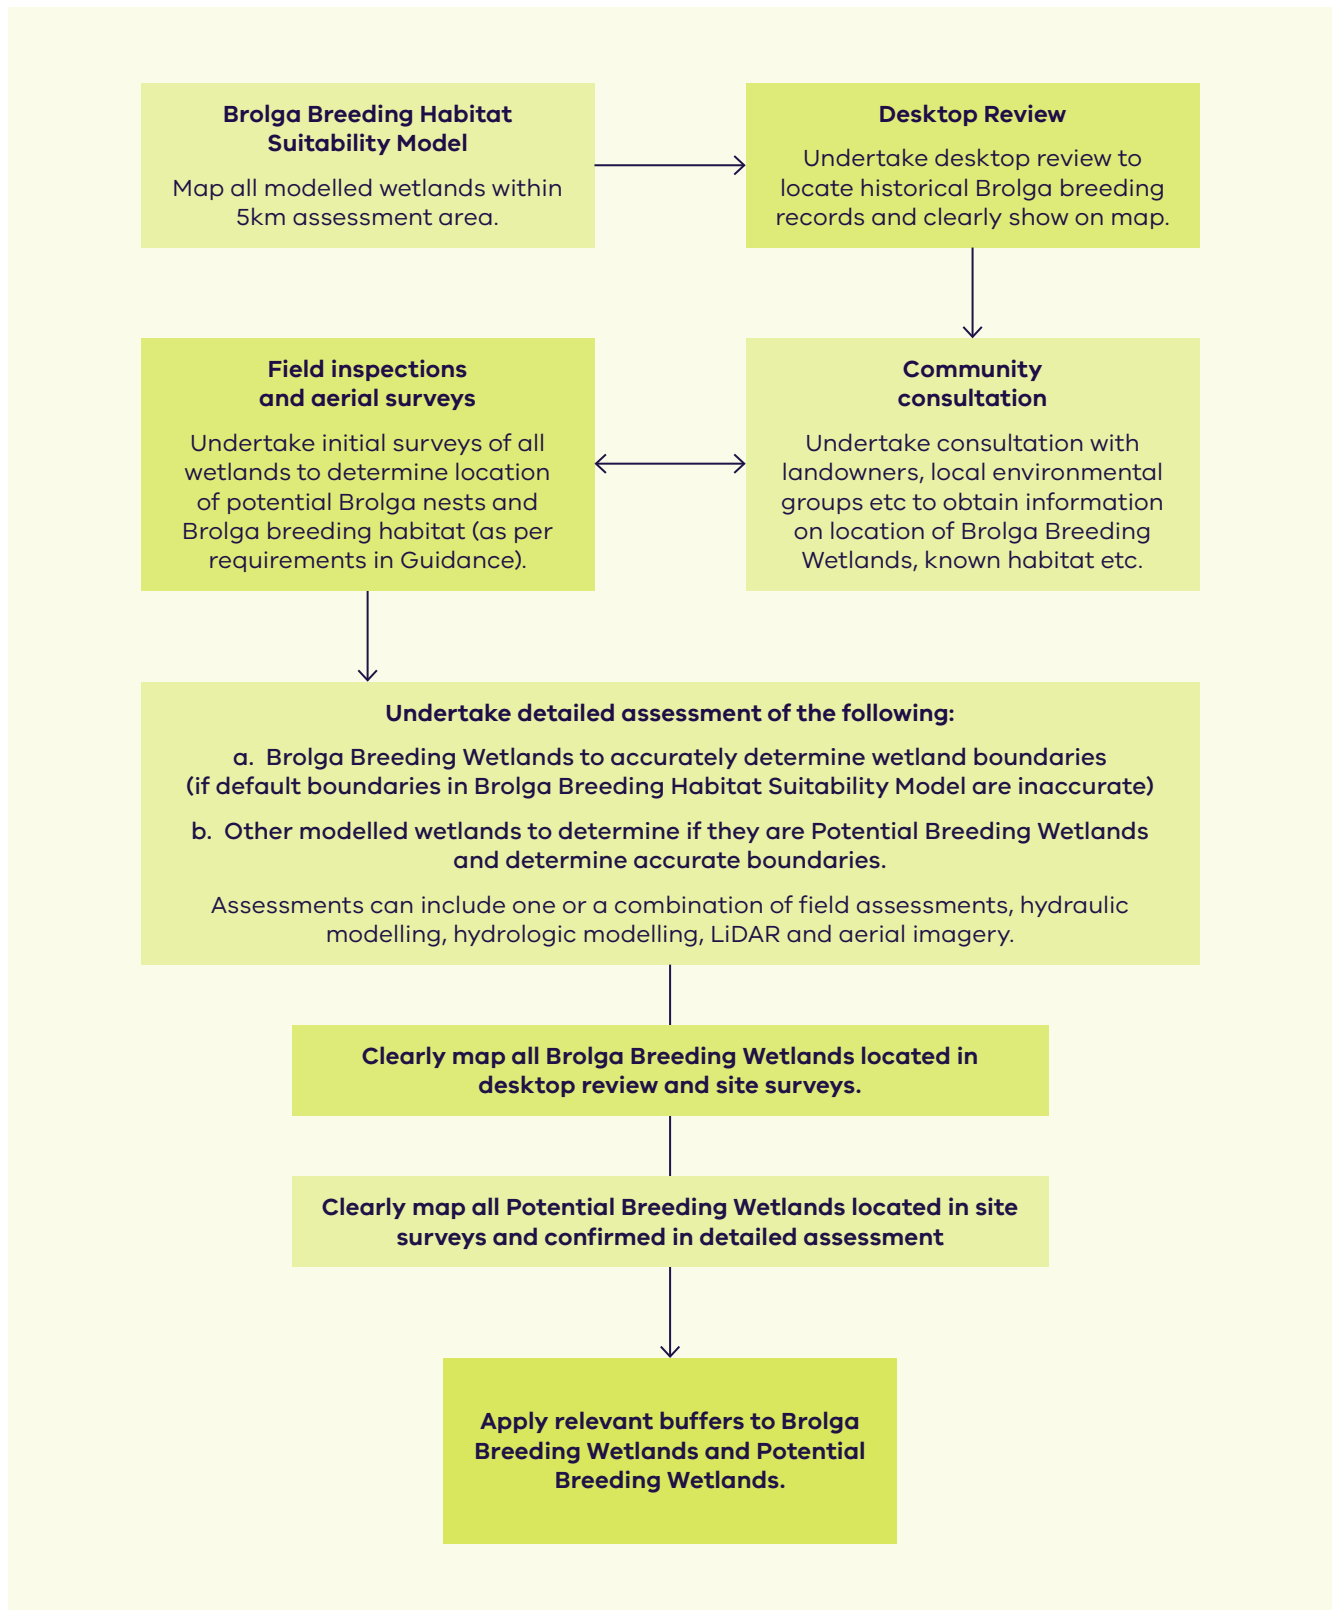 Brolga Breeding Habitat
Suitability Model
Map all modelled wetlands within
5km assessment area.
Desktop Review
Undertake desktop review to
locate historical Brolga breeding
records and clearly show on map.
Field inspections
and aerial surveys
Undertake initial surveys of all
wetlands to determine location
of potential Brolga nests and
Brolga breeding habitat (as per
requirements in Guidance).
Community
consultation
Undertake consultation with
landowners, local environmental
groups etc to obtain information
on location of Brolga Breeding
Wetlands, known habitat etc.
Undertake detailed assessment of the following:
a. Brolga Breeding Wetlands to accurately determine wetland boundaries
(if default boundaries in Brolga Breeding Habitat Suitability Model are inaccurate)
b. Other modelled wetlands to determine if they are Potential Breeding Wetlands
and determine accurate boundaries.
Assessments can include one or a combination of field assessments, hydraulic
modelling, hydrologic modelling, LiDAR and aerial imagery.
Clearly map all Brolga Breeding Wetlands located in
desktop review and site surveys.
Clearly map all Potential Breeding Wetlands located in site
surveys and confirmed in detailed assessment
Apply relevant buffers to Brolga
Breeding Wetlands and Potential
Breeding Wetlands.